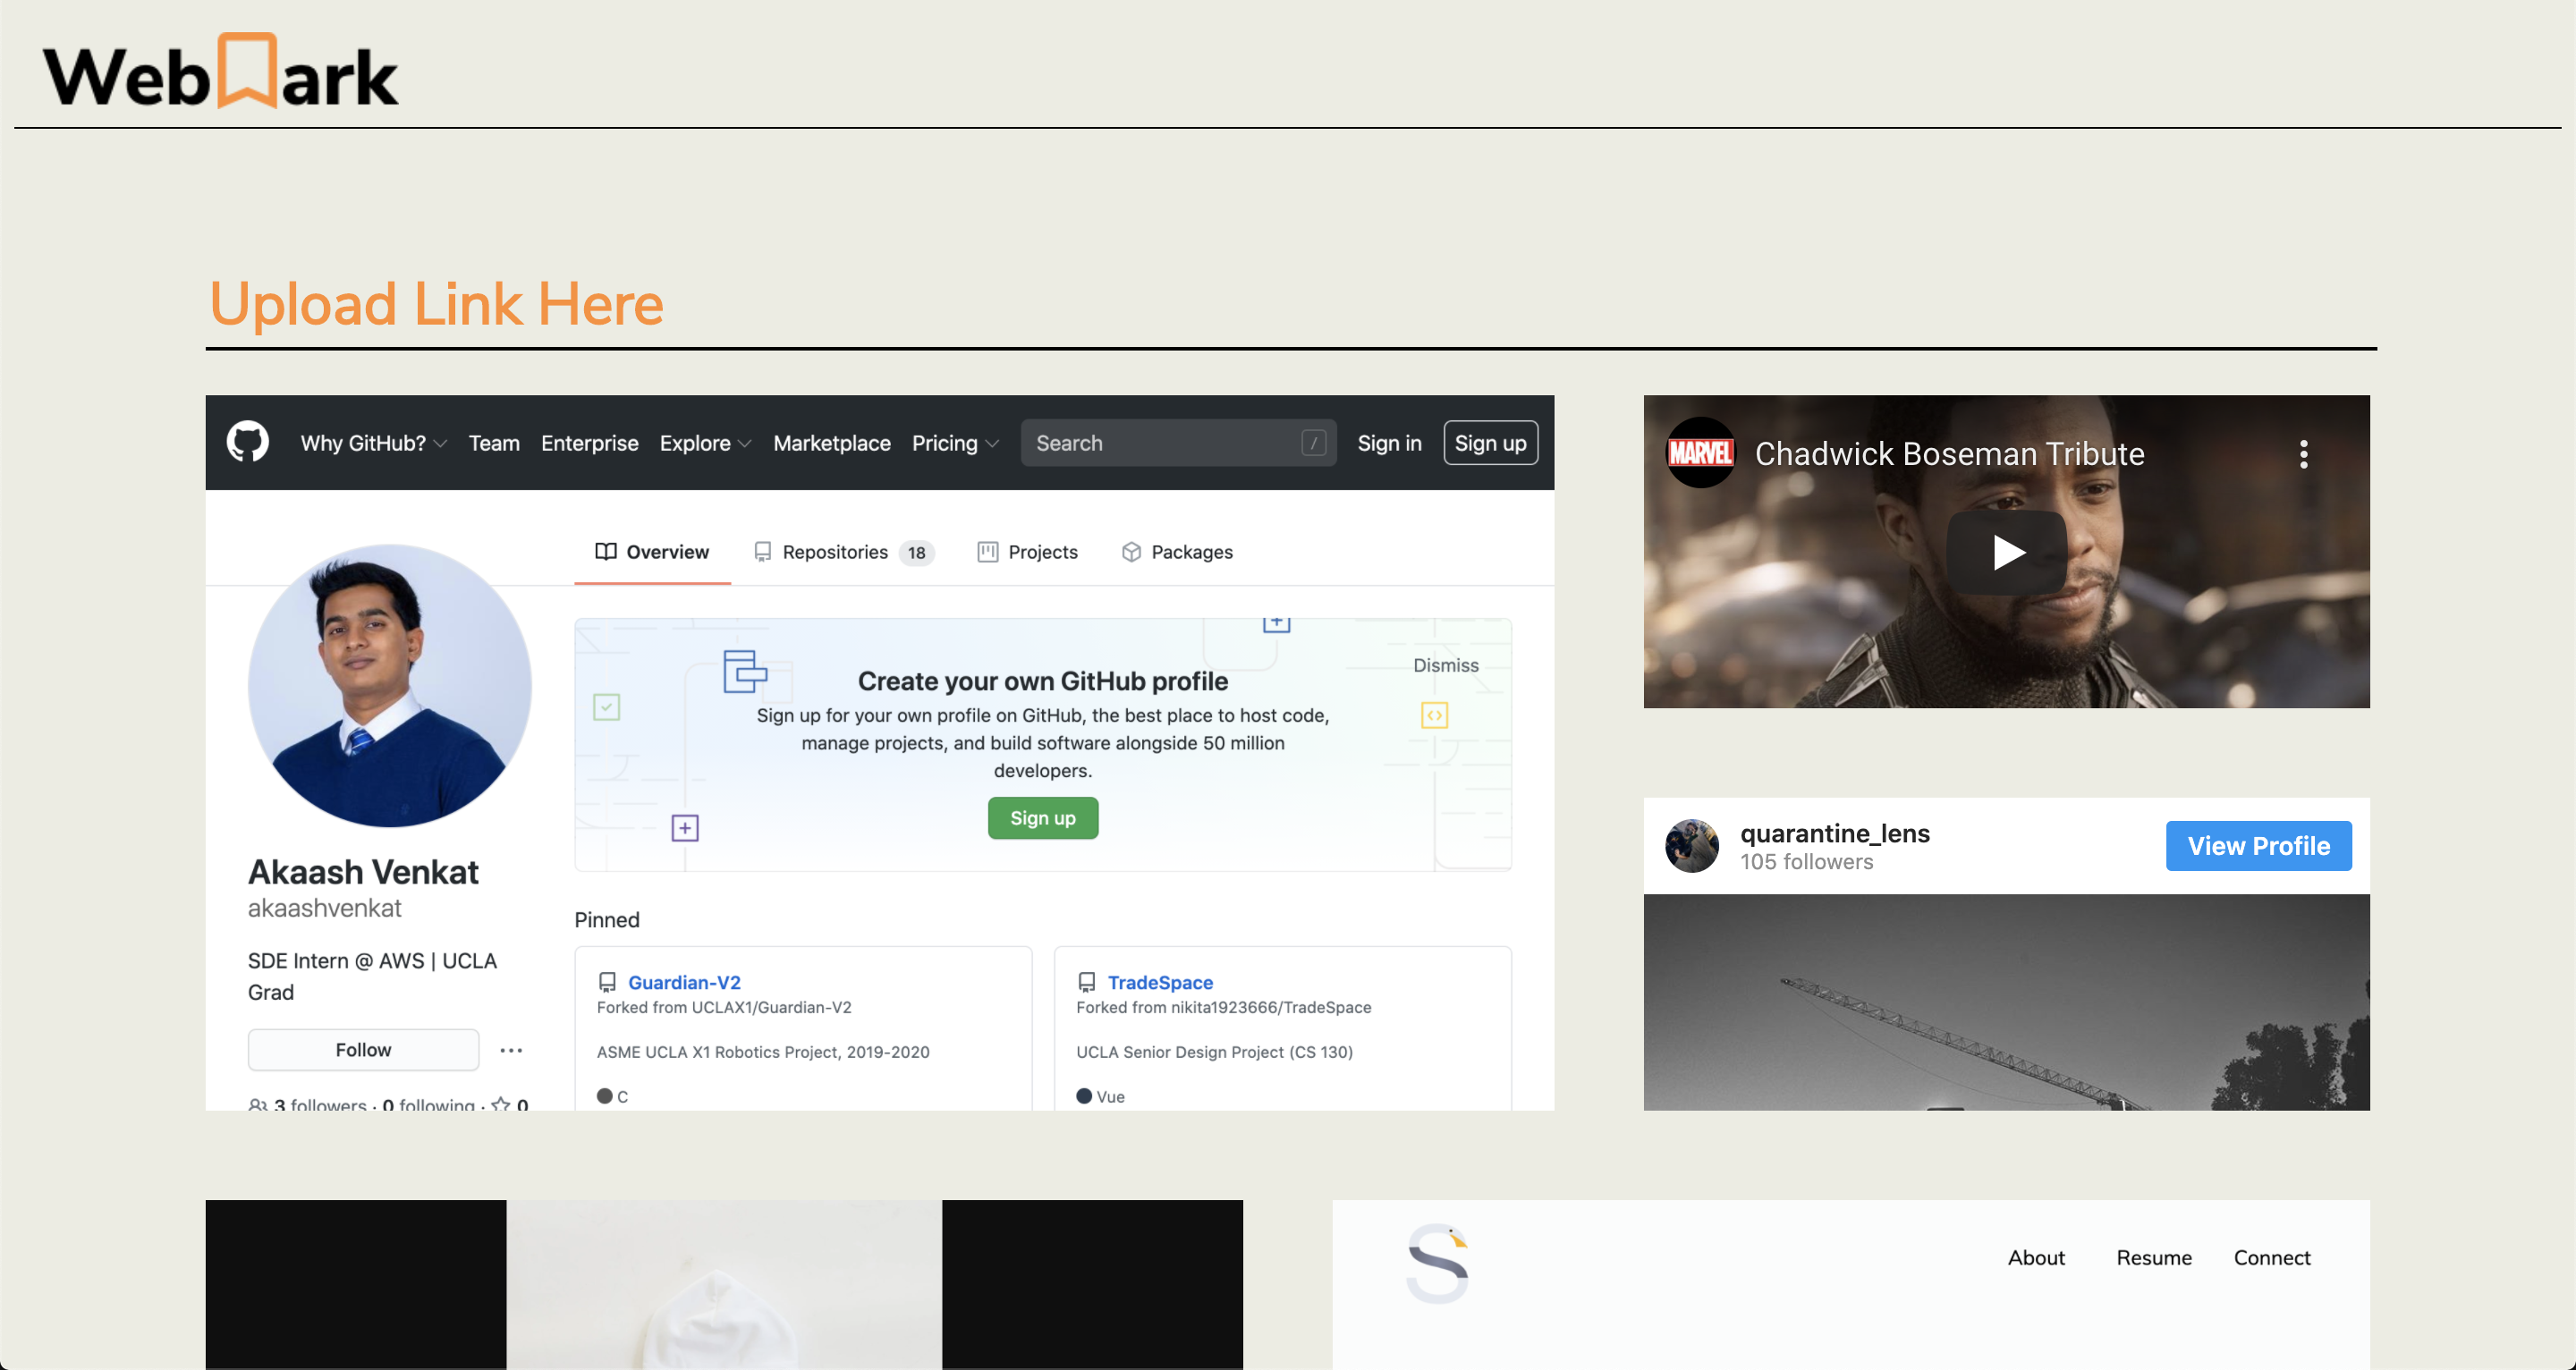 Web ark
Upload Link Here
Why GitHub? Team Enterprise Explore Marketplace Pricing Search / Sign in Sign up
Overview Repositories 18 Projects Packages
Create your own GitHub profile
Dismiss
Sign up for your own profile on GitHub, the best place to host code,
manage projects, and build software alongside 50 million
developers.
Sign up
Akaash Venkat
akaashvenkat
SDE Intern @ AWS | UCLA
Grad
Follow ...
3 followers · 0 following · 0
Pinned
Guardian-V2
Forked from UCLAX1/Guardian-V2
ASME UCLA X1 Robotics Project, 2019-2020
C
TradeSpace
Forked from nikita1923666/TradeSpace
UCLA Senior Design Project (CS 130)
Vue
MARVEL Chadwick Boseman Tribute
quarantine_lens
105 followers
View Profile
S
About Resume Connect